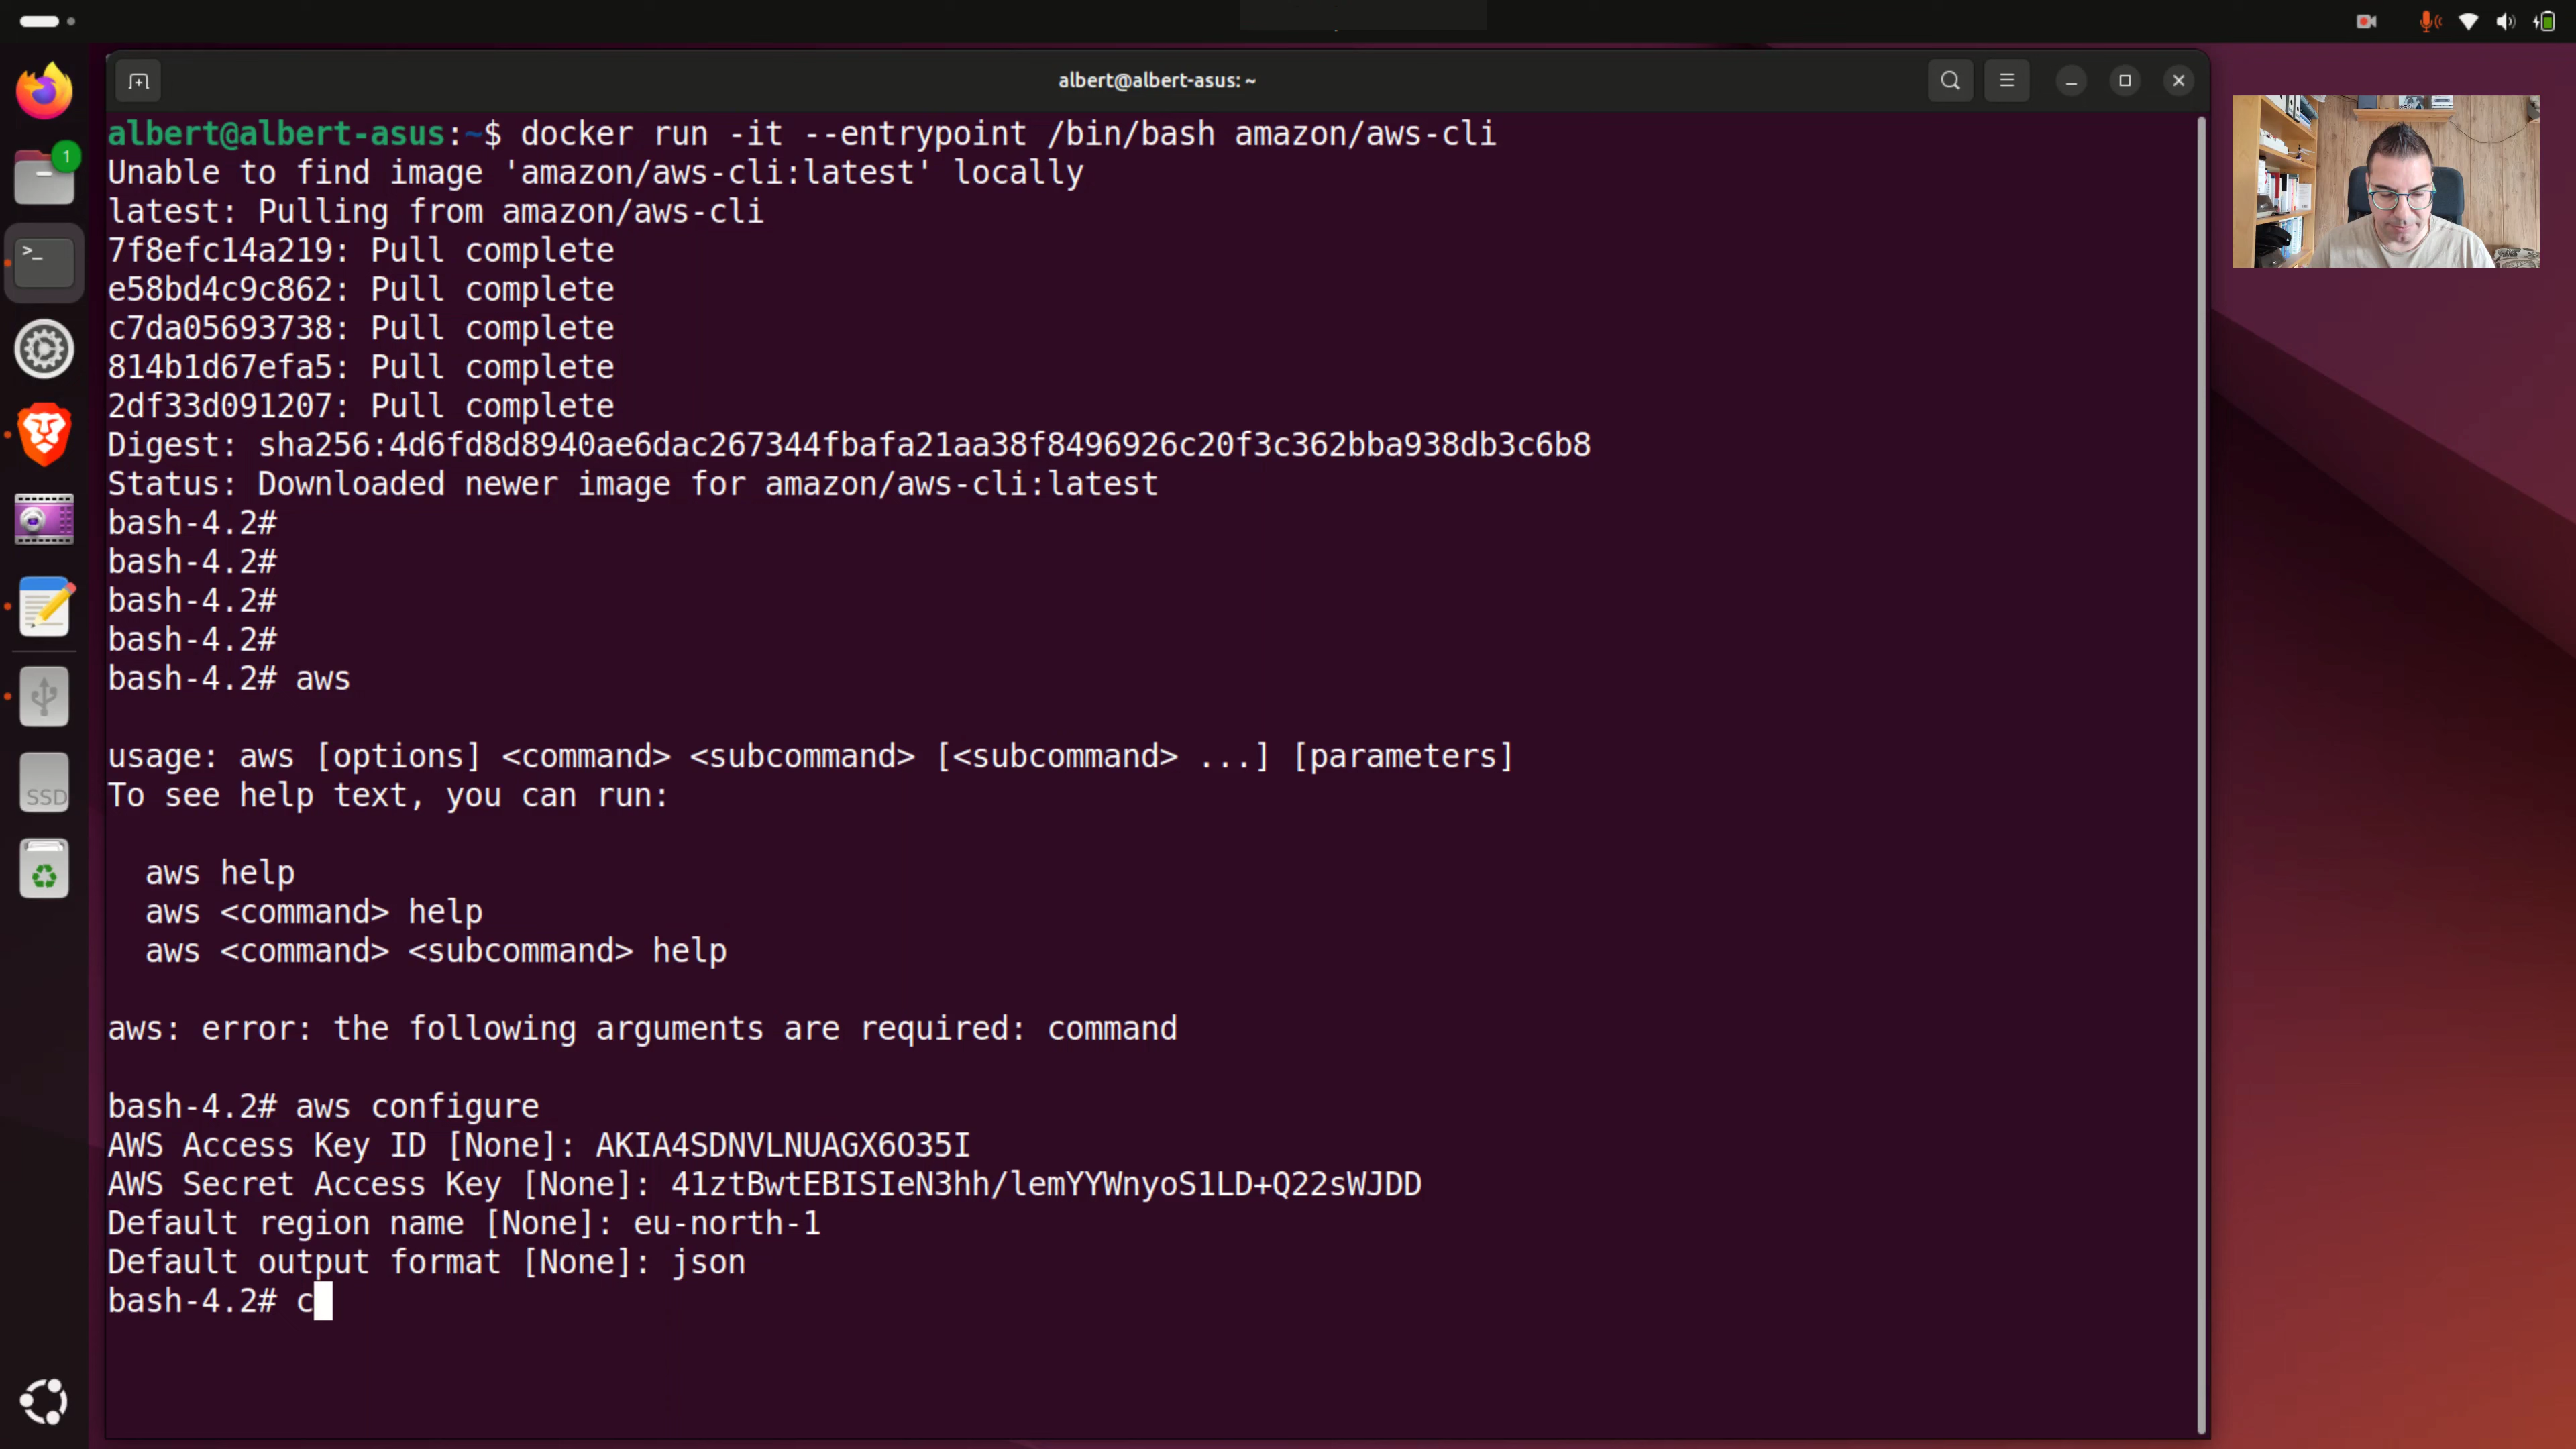 albert@albert-asus: ~
albert@albert-asus:~$ docker run -it --entrypoint /bin/bash amazon/aws-cli
Unable to find image 'amazon/aws-cli:latest' locally
latest: Pulling from amazon/aws-cli
7f8efc14a219: Pull complete
e58bd4c9c862: Pull complete
c7da05693738: Pull complete
814b1d67efa5: Pull complete
2df33d091207: Pull complete
Digest: sha256:4d6fd8d8940ae6dac267344fbafa21aa38f8496926c20f3c362bba938db3c6b8
Status: Downloaded newer image for amazon/aws-cli:latest
bash-4.2#
bash-4.2#
bash-4.2#
bash-4.2#
bash-4.2# aws
usage: aws [options] <command> <subcommand> [<subcommand> ...] [parameters]
To see help text, you can run:
aws help
aws <command> help
aws <command> <subcommand> help
aws: error: the following arguments are required: command
bash-4.2# aws configure
AWS Access Key ID [None]: AKIA4SDNVLNUAGX6O35I
AWS Secret Access Key [None]: 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
Default region name [None]: eu-north-1
Default output format [None]: json
bash-4.2# c
1
>_
SSD